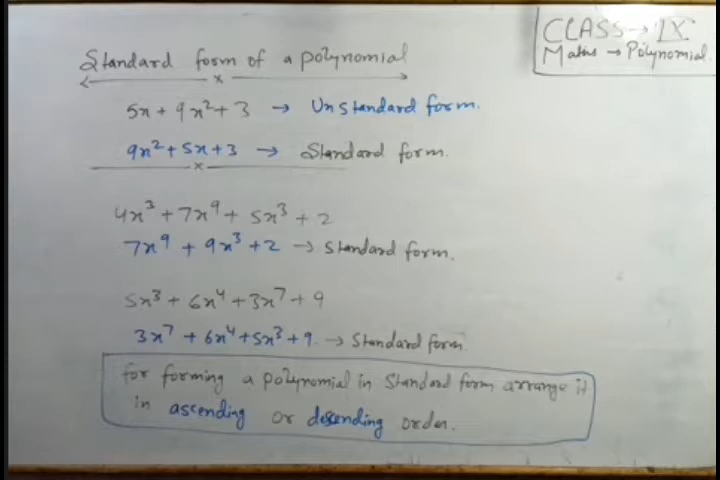 CLASS → IX
Maths → Polynomial.
Standard form of a polynomial
5x + 9x² + 3 → Unstandard form.
9x² + 5x + 3 → Standard form.
4x³ + 7x⁹ + 5x³ + 2
7x⁹ + 9x³ + 2 → Standard form.
5x³ + 6x⁴ + 3x⁷ + 9
3x⁷ + 6x⁴ + 5x³ + 9. → Standard form.
for forming a polynomial in Standard form arrange it
in ascending or descending order.